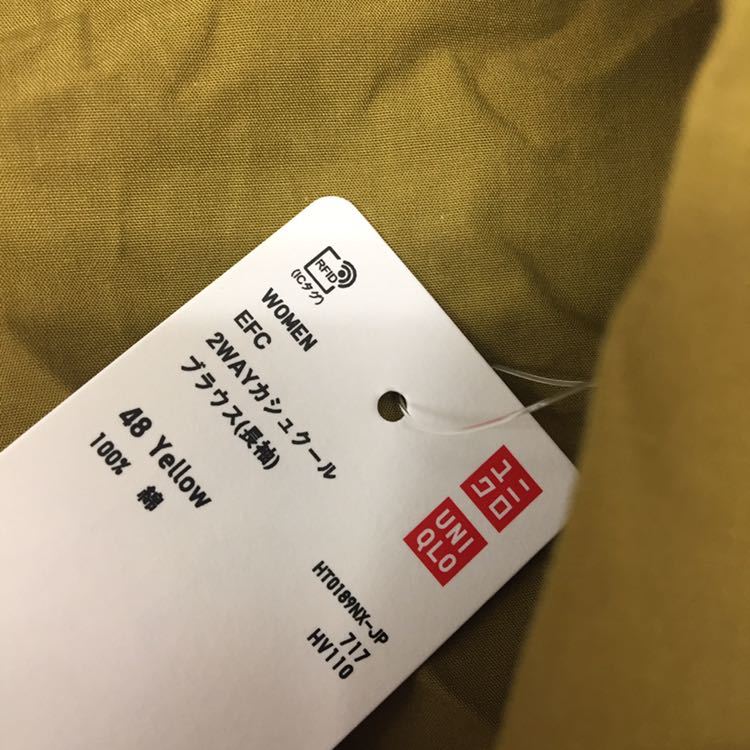 RFID
(ICタグ)
WOMEN
EFC
2WAYカシュクール
ブラウス(長袖)
48 Yellow
100% 綿
ユニ
クロ
UNI
QLO
HT0189NX-JP
717
HV110